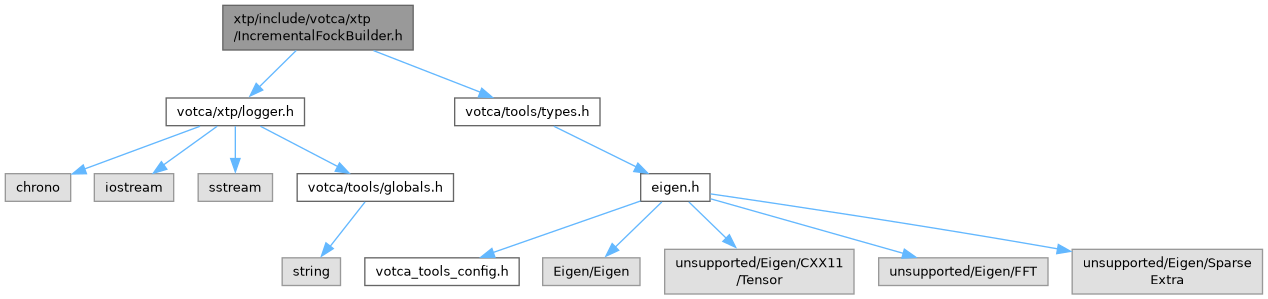 xtp/include/votca/xtp
/IncrementalFockBuilder.h
votca/xtp/logger.h
votca/tools/types.h
chrono
iostream
sstream
votca/tools/globals.h
eigen.h
string
votca_tools_config.h
Eigen/Eigen
unsupported/Eigen/CXX11
/Tensor
unsupported/Eigen/FFT
unsupported/Eigen/Sparse
Extra